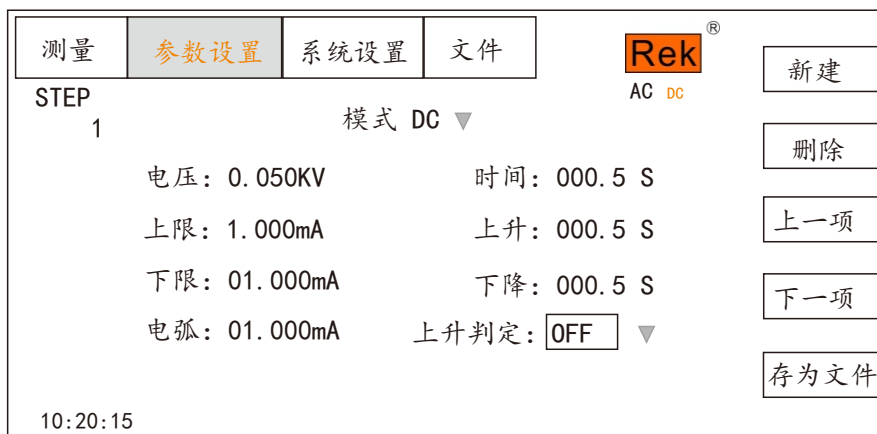 测量 参数设置 系统设置 文件 Rek®
AC DC
新建
STEP
1
模式 DC ▼
删除
电压: 0.050KV 时间: 000.5 S
上限: 1.000mA 上升: 000.5 S
上一项
下限: 01.000mA 下降: 000.5 S
下一项
电弧: 01.000mA 上升判定: OFF ▼
存为文件
10:20:15